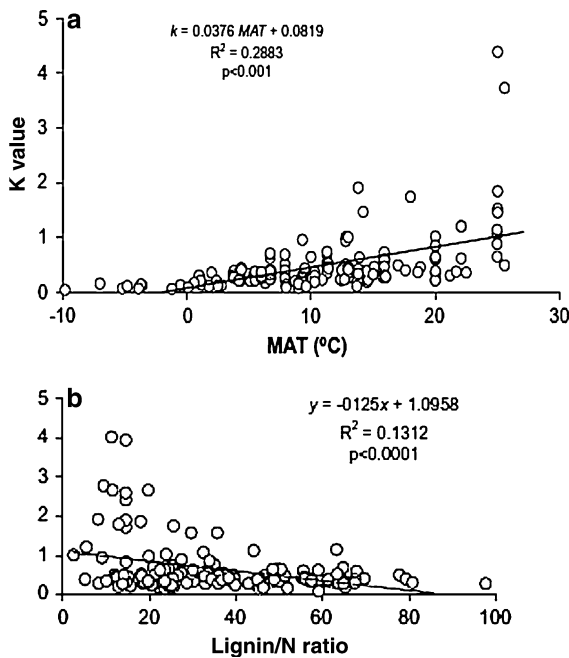 a
k = 0.0376 MAT + 0.0819
R² = 0.2883
p<0.001
5
4
3
2
1
0
K value
-10
0
10
20
30
MAT (ºC)
b
y = -0125x + 1.0958
R² = 0.1312
p<0.0001
5
4
3
2
1
0
0
20
40
60
80
100
Lignin/N ratio